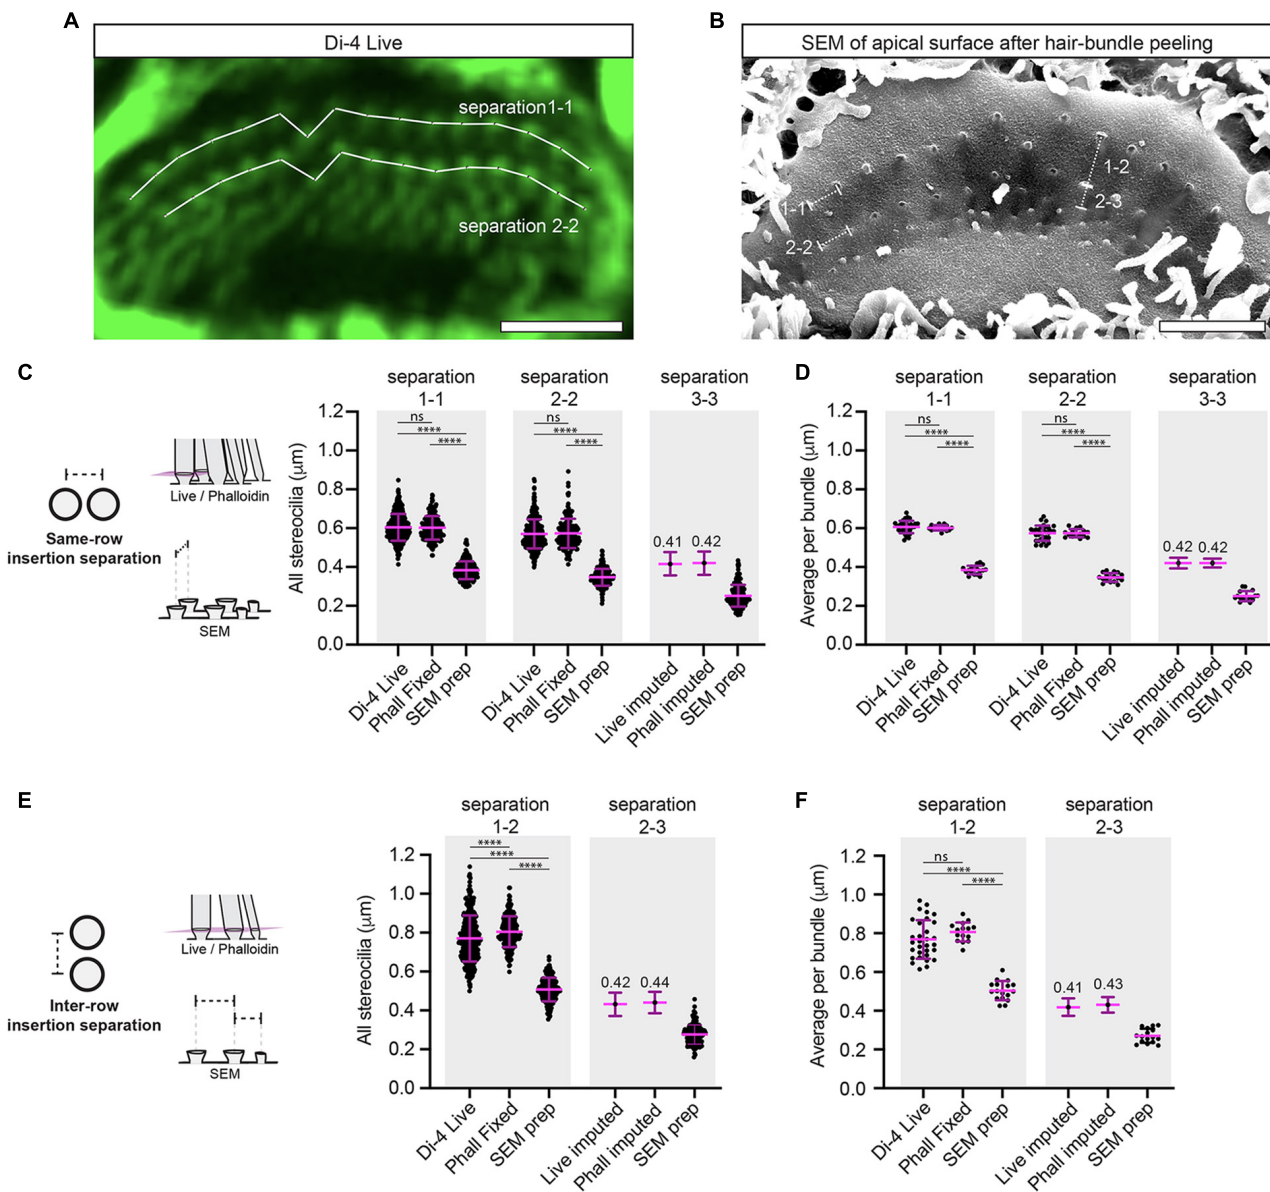 A
Di-4 Live
separation1-1
separation 2-2
B
SEM of apical surface after hair-bundle peeling
1-1
2-2
1-2
2-3
C
Same-row
insertion separation
Live / Phalloidin
SEM
All stereocilia (μm)
1.2
1.0
0.8
0.6
0.4
0.2
0.0
separation
1-1
ns
****
****
separation
2-2
ns
****
****
separation
3-3
0.41
0.42
Di-4 Live
Phall Fixed
SEM prep
Di-4 Live
Phall Fixed
SEM prep
Live imputed
Phall imputed
SEM prep
D
Average per bundle (μm)
1.2
1.0
0.8
0.6
0.4
0.2
0.0
separation
1-1
ns
****
****
separation
2-2
ns
****
****
separation
3-3
0.42
0.42
Di-4 Live
Phall Fixed
SEM prep
Di-4 Live
Phall Fixed
SEM prep
Live imputed
Phall imputed
SEM prep
E
Inter-row
insertion separation
Live / Phalloidin
SEM
All stereocilia (μm)
1.2
1.0
0.8
0.6
0.4
0.2
0.0
separation
1-2
****
****
****
separation
2-3
0.42
0.44
Di-4 Live
Phall Fixed
SEM prep
Live imputed
Phall imputed
SEM prep
F
Average per bundle (μm)
1.2
1.0
0.8
0.6
0.4
0.2
0.0
separation
1-2
ns
****
****
separation
2-3
0.41
0.43
Di-4 Live
Phall Fixed
SEM prep
Live imputed
Phall imputed
SEM prep